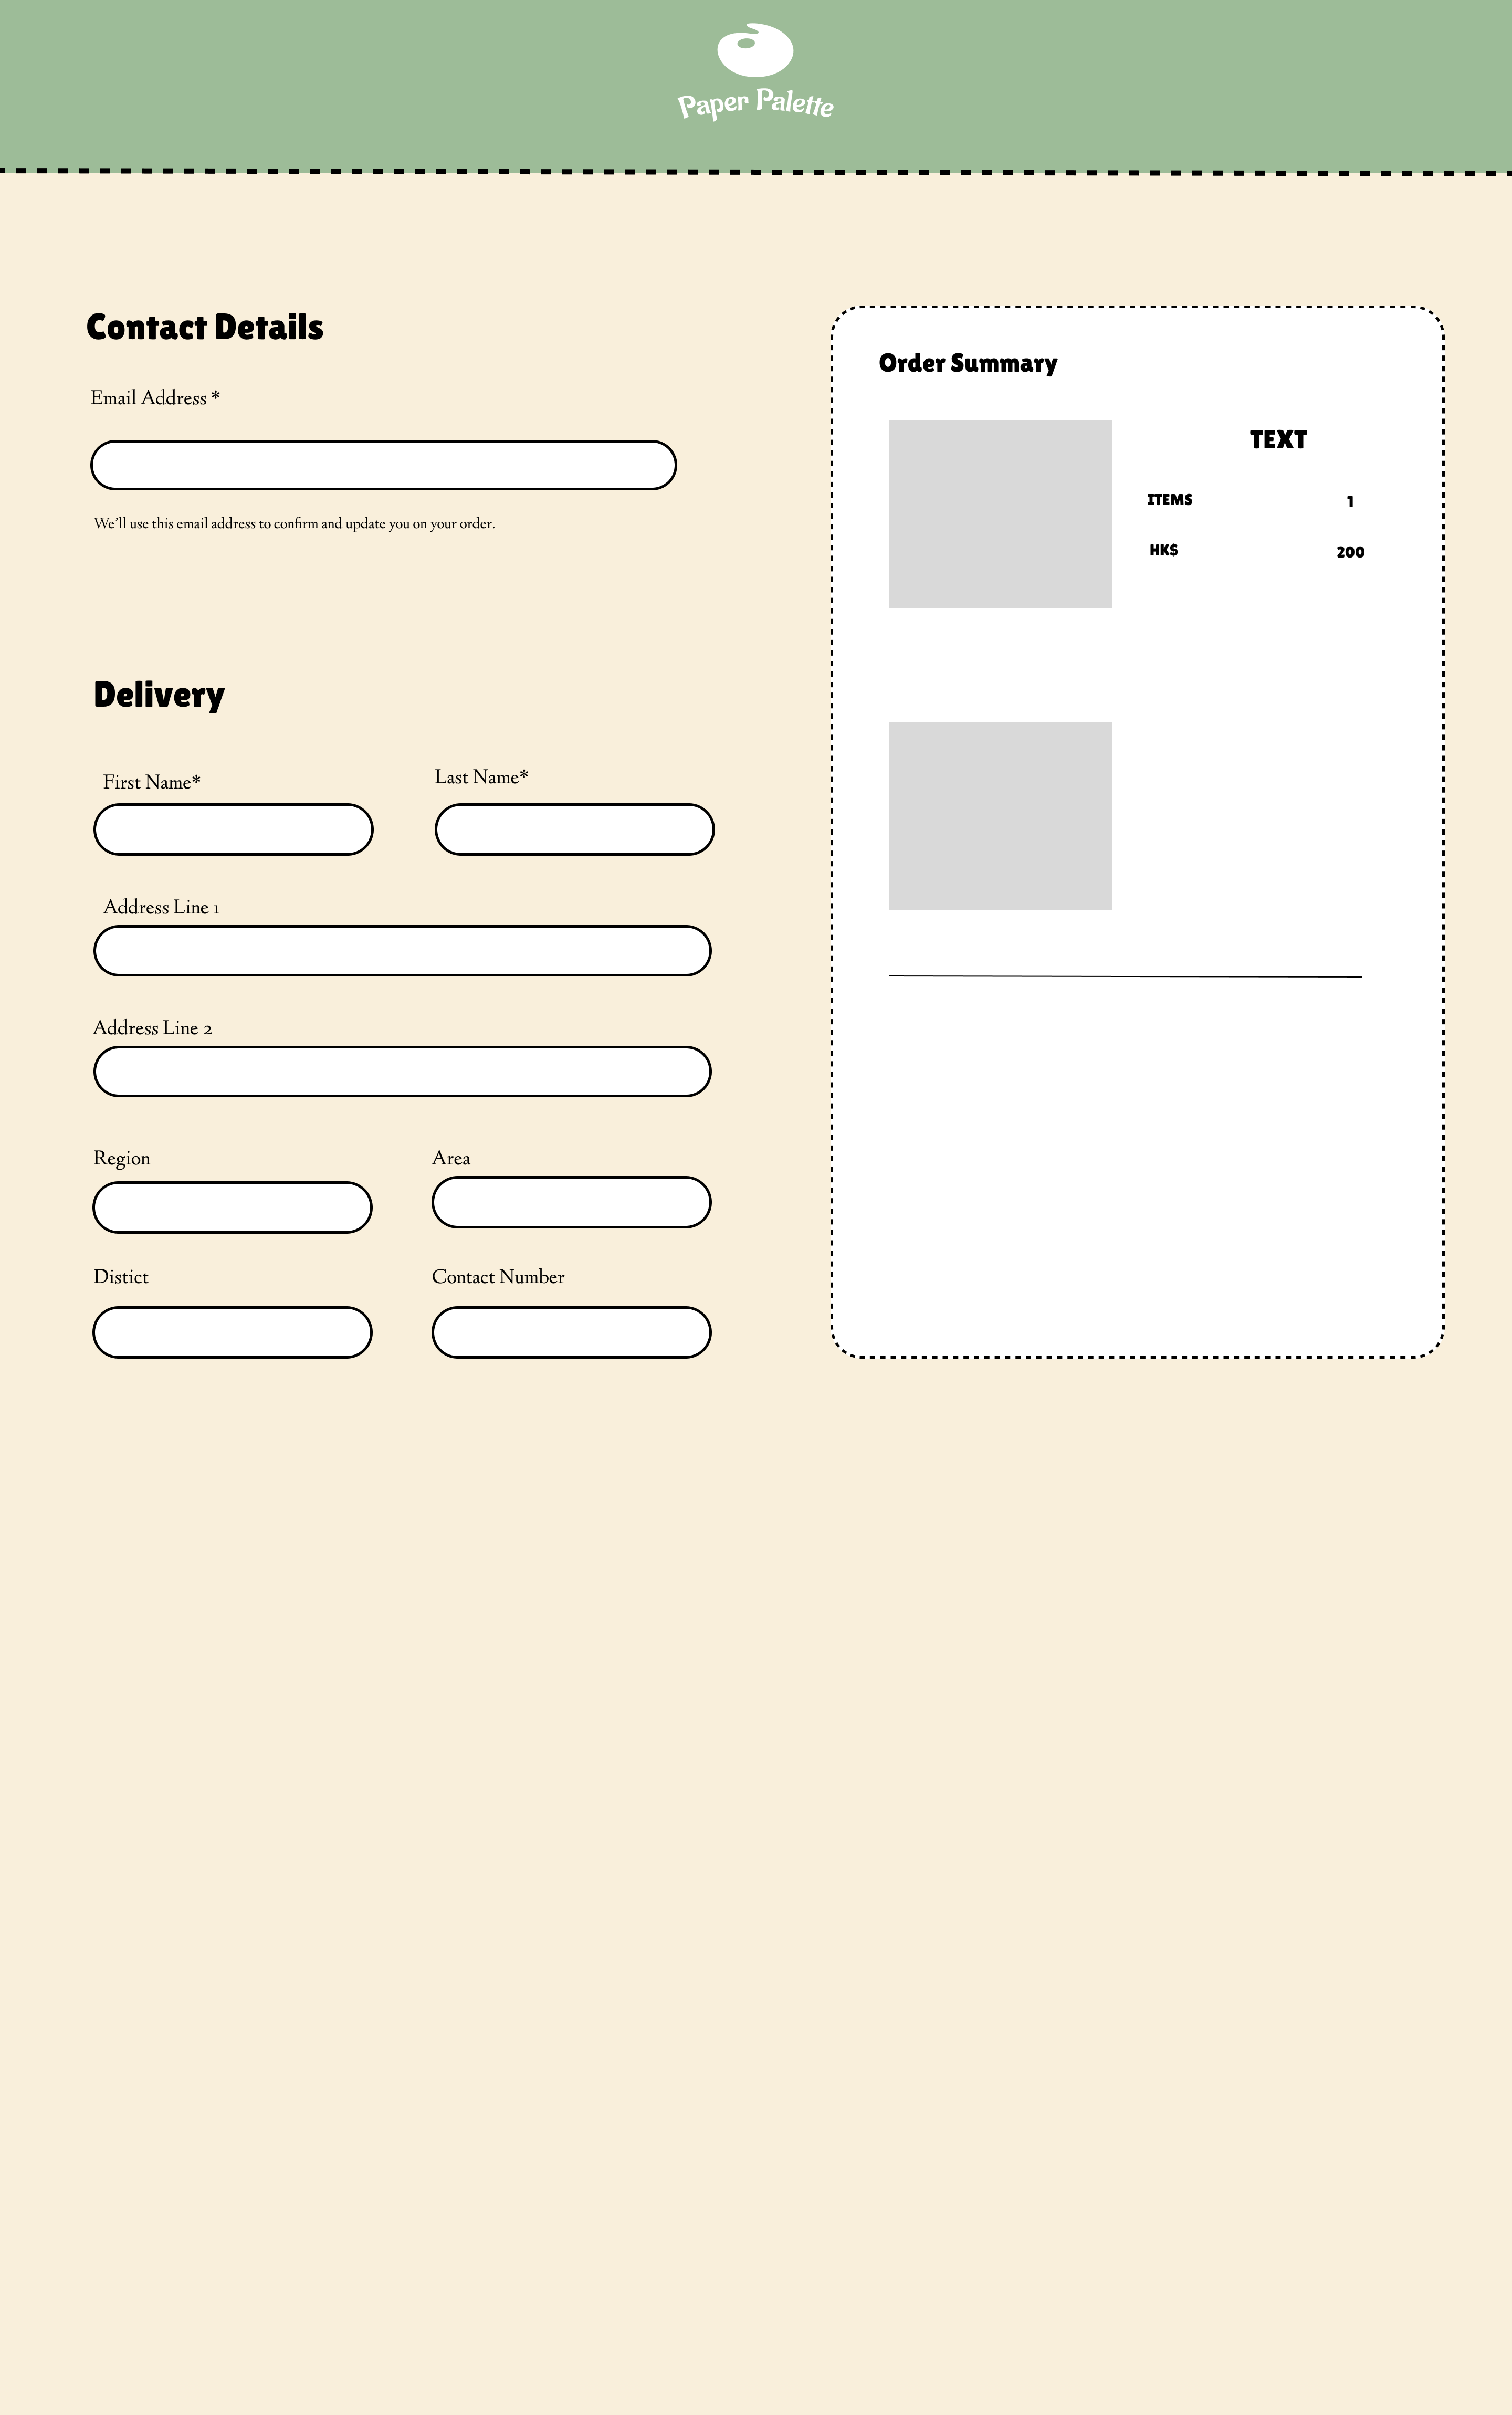 Paper Palette
Contact Details
Email Address *
We'll use this email address to confirm and update you on your order.
Delivery
First Name*
Last Name*
Address Line 1
Address Line 2
Region
Area
Distict
Contact Number
Order Summary
TEXT
ITEMS 1
HK$ 200